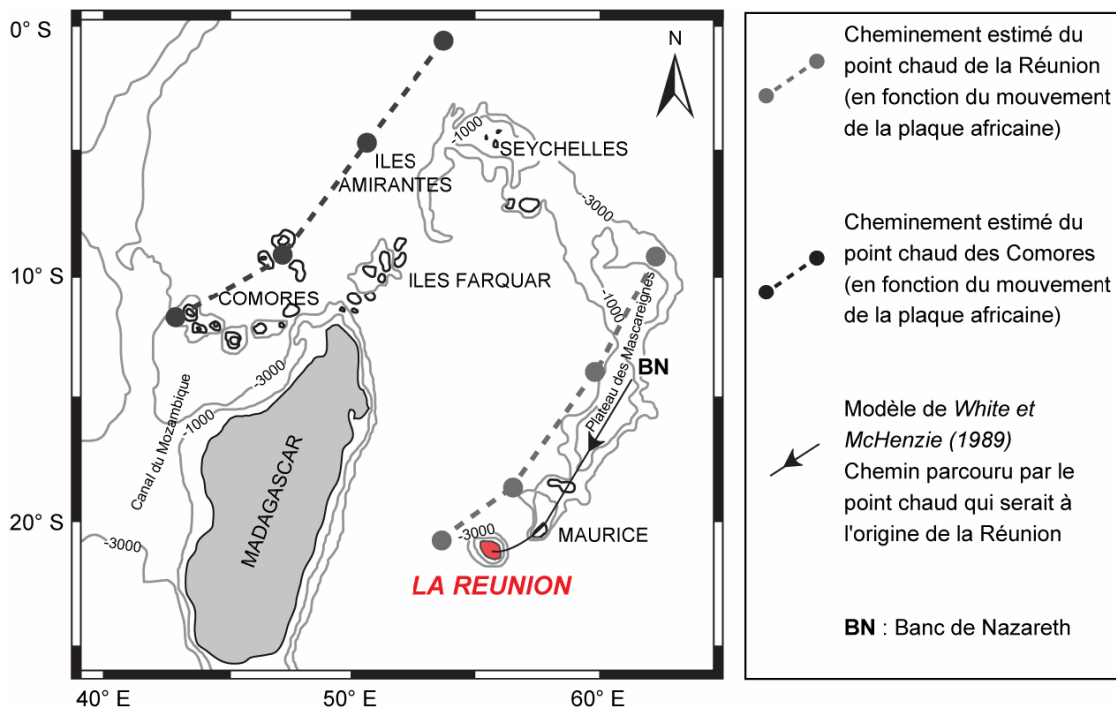 0° S
10° S
20° S
40° E
50° E
60° E
N
-1000
SEYCHELLES
ILES
AMIRANTES
-3000
ILES FARQUAR
COMORES
-1000
Plateau des Mascareignes
BN
-3000
-1000
Canal du Mozambique
MADAGASCAR
-3000
-3000
MAURICE
LA REUNION
Cheminement estimé du
point chaud de la Réunion
(en fonction du mouvement
de la plaque africaine)
Cheminement estimé du
point chaud des Comores
(en fonction du mouvement
de la plaque africaine)
Modèle de White et
McHenzie (1989)
Chemin parcouru par le
point chaud qui serait à
l'origine de la Réunion
BN : Banc de Nazareth